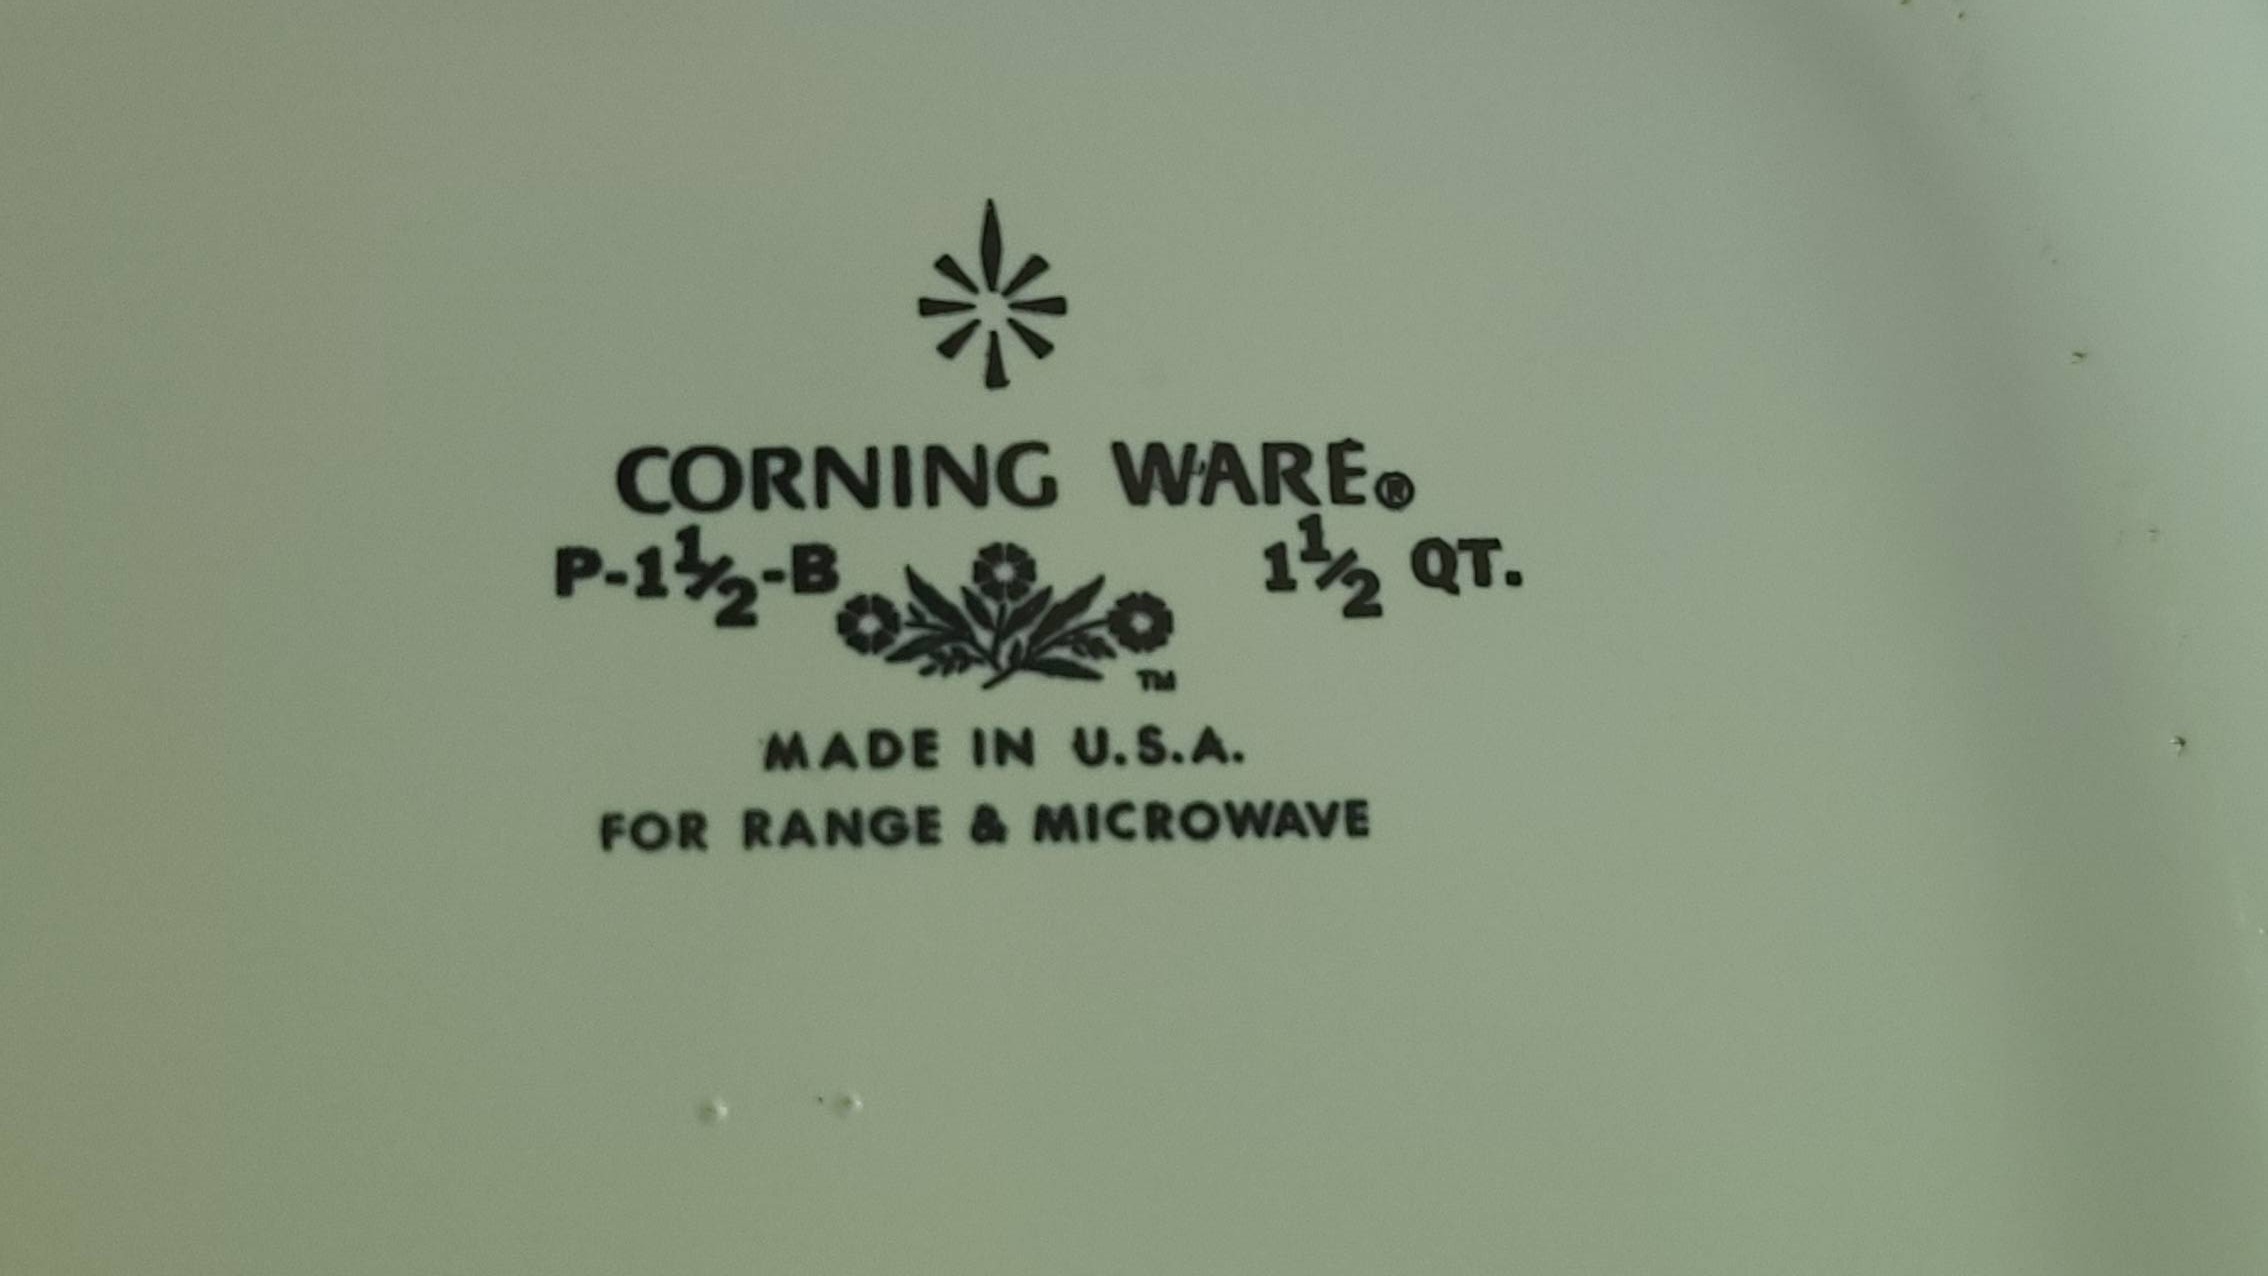 CORNING WARE®
P-1½-B 1½ QT.
TM
MADE IN U.S.A.
FOR RANGE & MICROWAVE